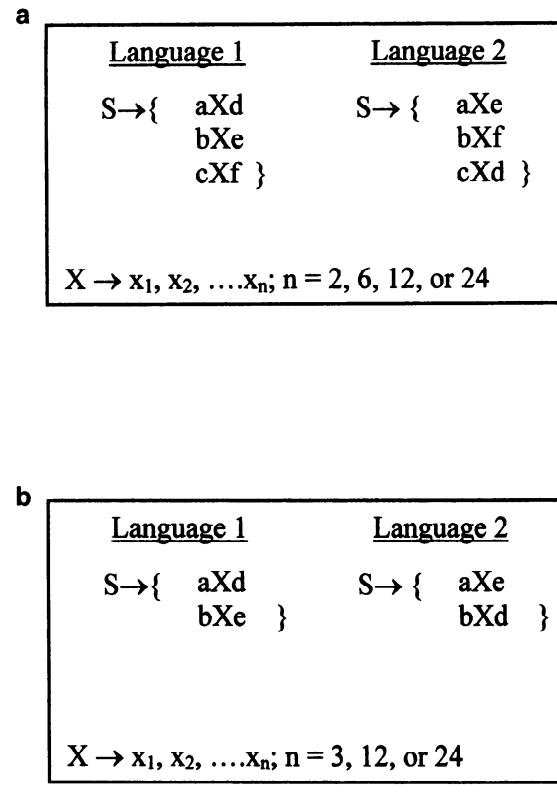 a
Language 1 Language 2
S→{ aXd S→ { aXe
bXe bXf
cXf } cXd }
X → x₁, x₂, ….xₙ; n = 2, 6, 12, or 24
b
Language 1 Language 2
S→{ aXd S→ { aXe
bXe } bXd }
X → x₁, x₂, ….xₙ; n = 3, 12, or 24